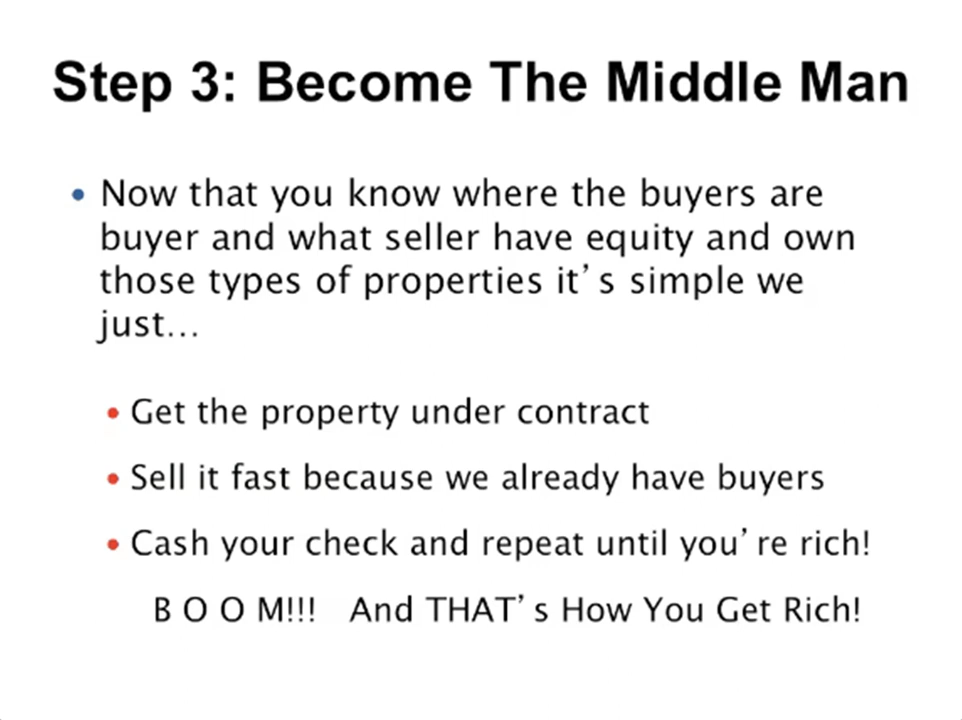 Step 3: Become The Middle Man
• Now that you know where the buyers are
buyer and what seller have equity and own
those types of properties it's simple we
just...
• Get the property under contract
• Sell it fast because we already have buyers
• Cash your check and repeat until you're rich!
B O O M!!! And THAT's How You Get Rich!